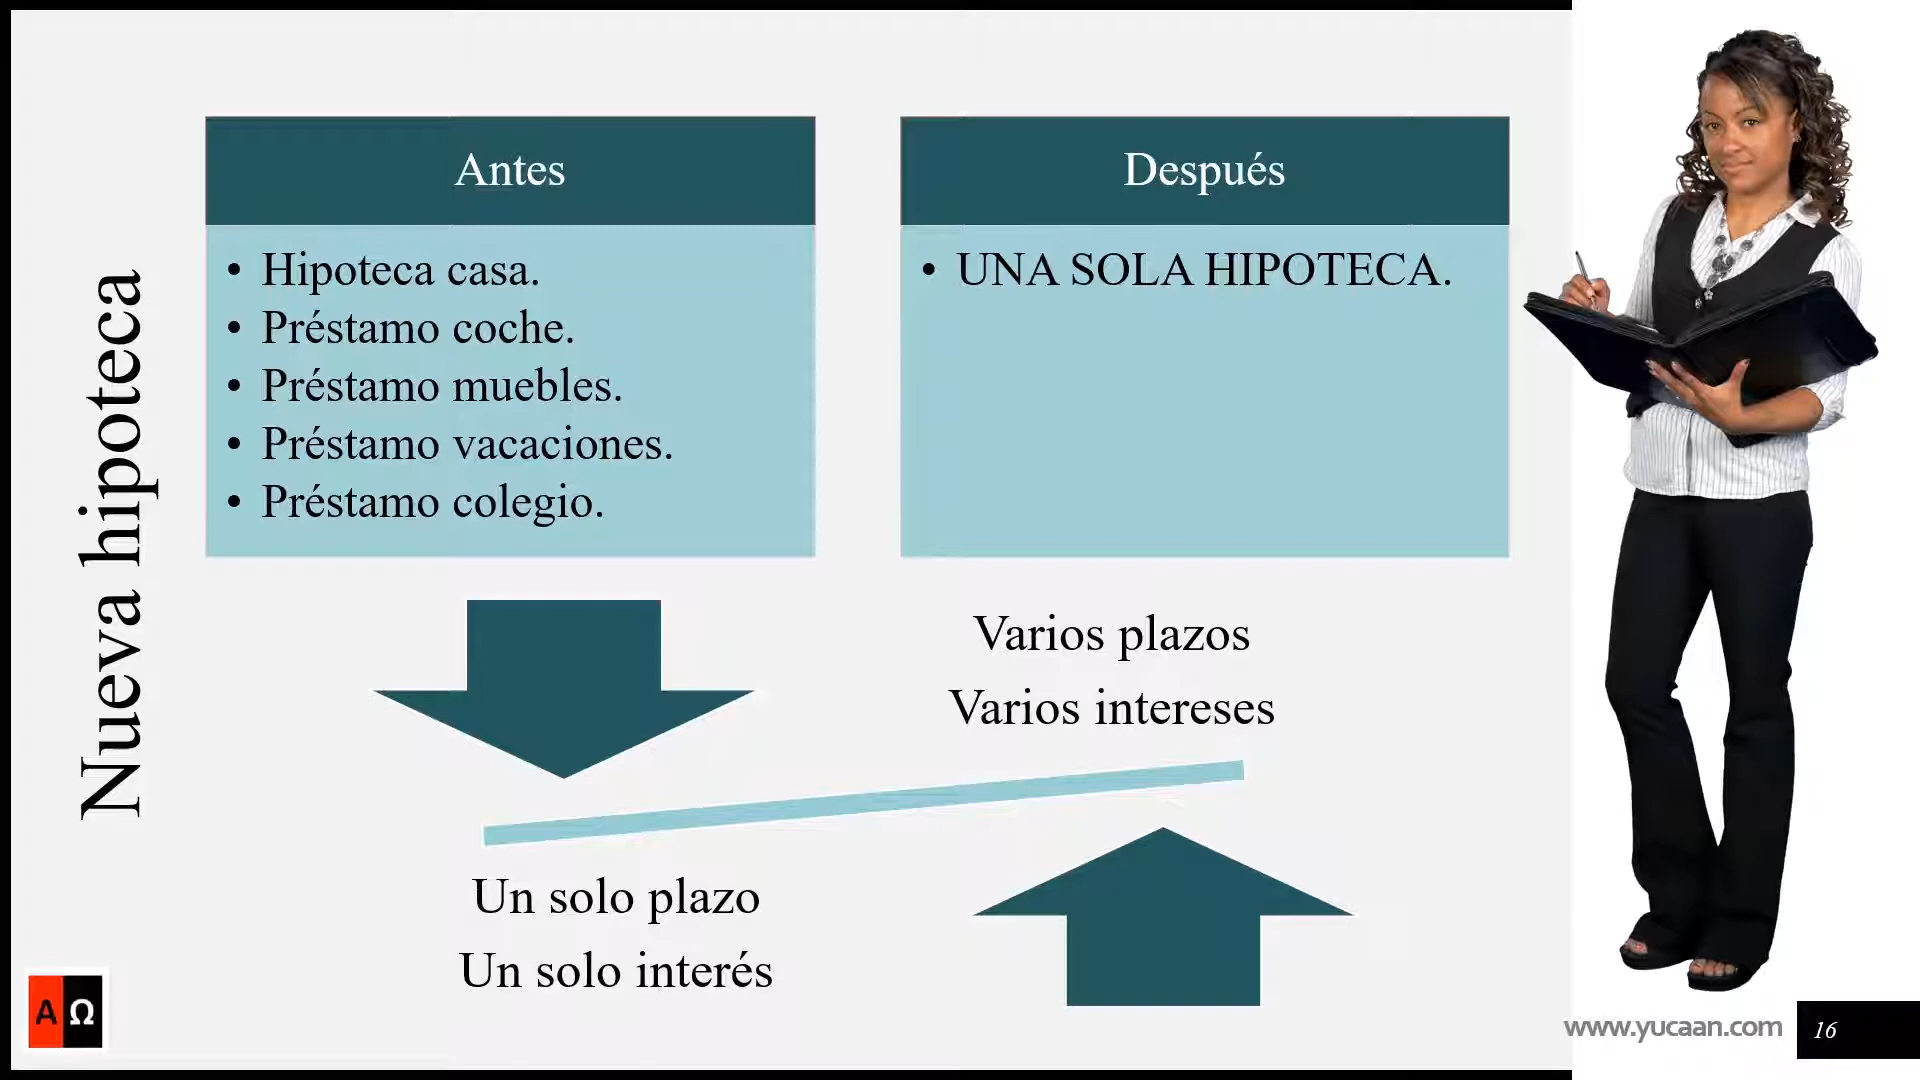 Nueva hipoteca
Antes
• Hipoteca casa.
• Préstamo coche.
• Préstamo muebles.
• Préstamo vacaciones.
• Préstamo colegio.
Después
• UNA SOLA HIPOTECA.
Varios plazos
Varios intereses
Un solo plazo
Un solo interés
A Ω
www.yucaan.com
16